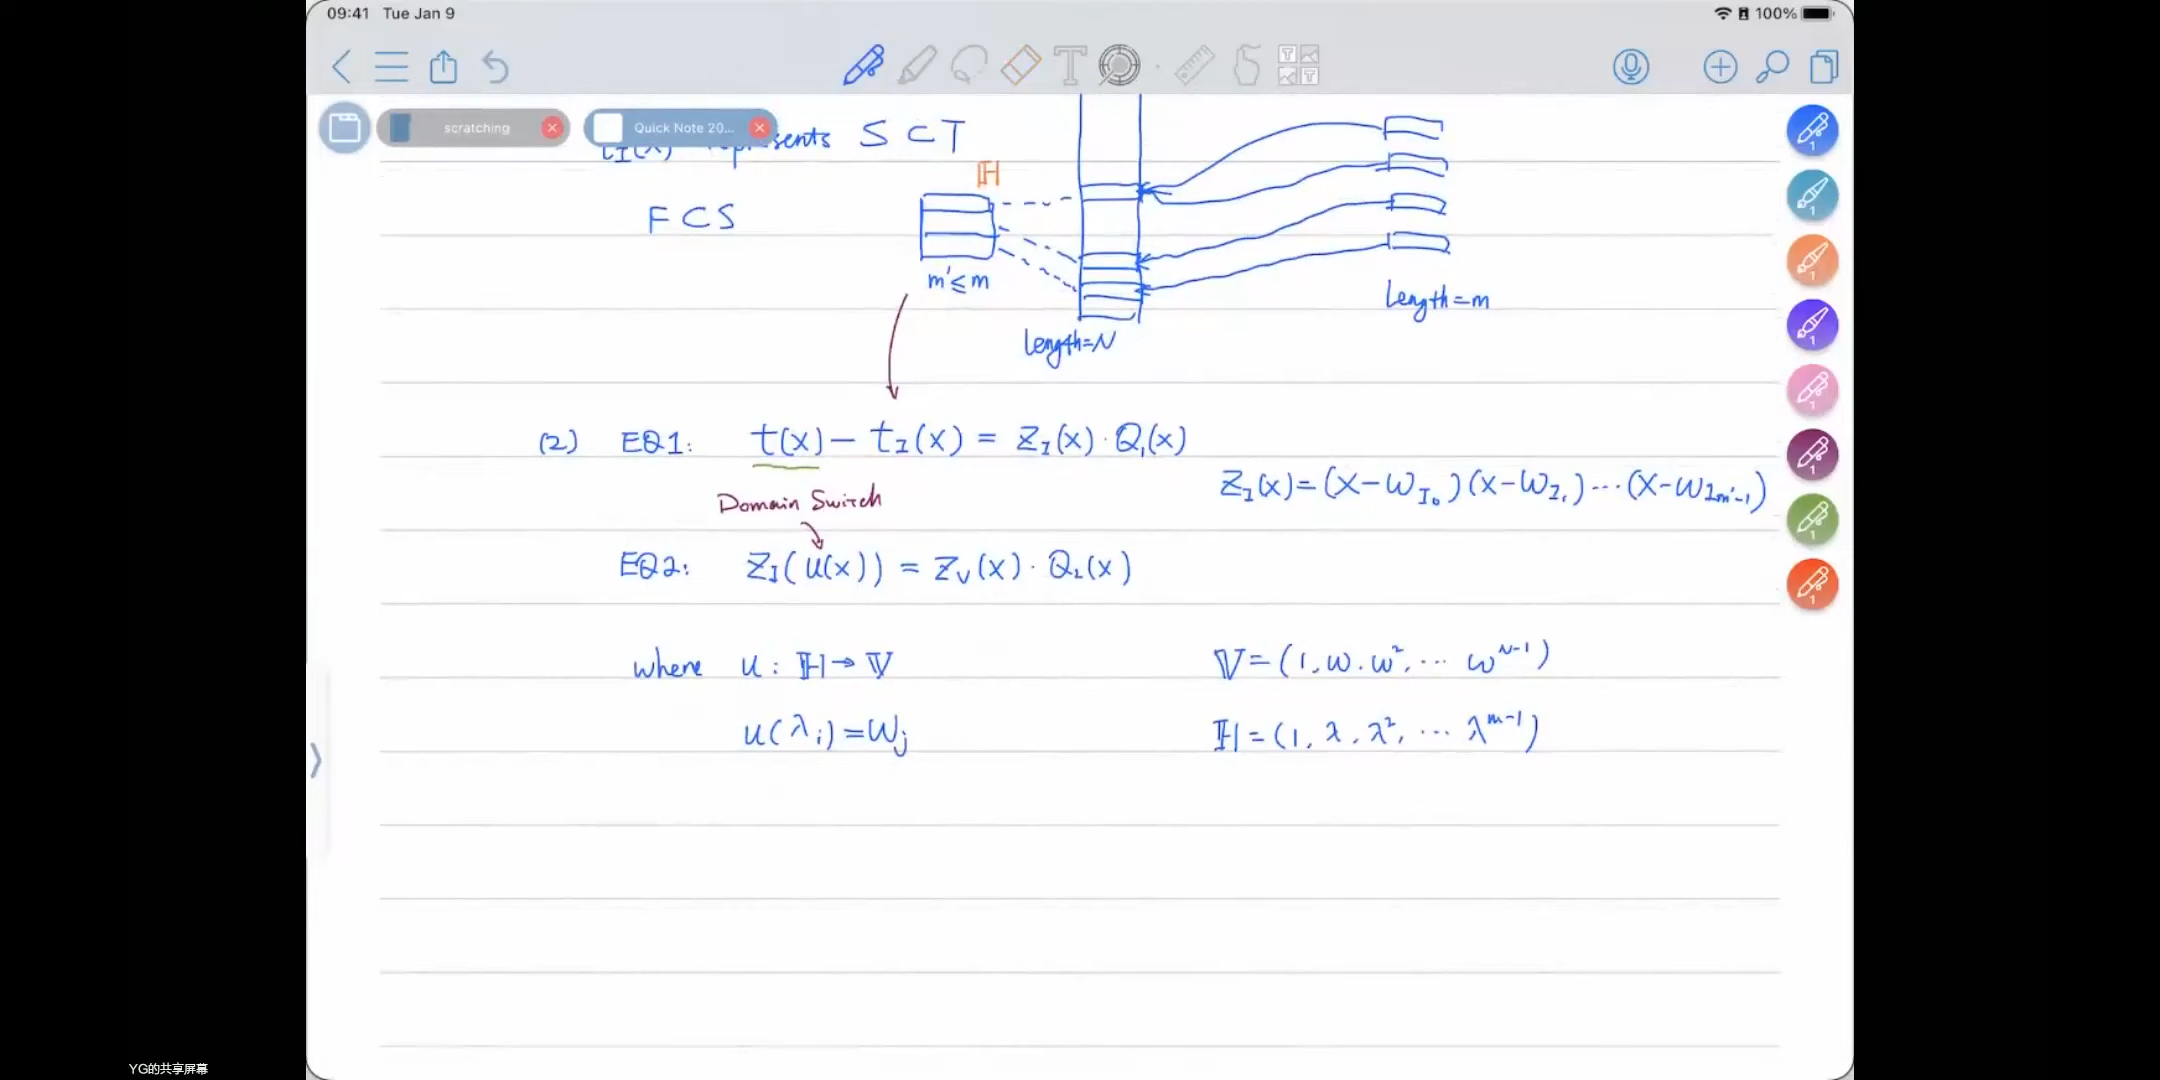 09:41 Tue Jan 9
100%
scratching
Quick Note 20...
t_I(x) represents SCT
ℍ
FCS
m' ≤ m
Length=m
Length=N
(2) EQ1: t(x) – t_I(x) = Z_I(x) · Q_1(x)
Z_I(x) = (X–ω_{I_0})(X–ω_{I_1})···(X–ω_{I_{m'-1}})
Domain Switch
EQ2: Z_I(u(x)) = Z_V(x) · Q_2(x)
where u : ℍ → 𝕍
𝕍 = (1, ω, ω², ··· ω^{N-1})
u(λ_i) = ω_j
ℍ = (1, λ, λ², ··· λ^{m-1})
YG的共享屏幕